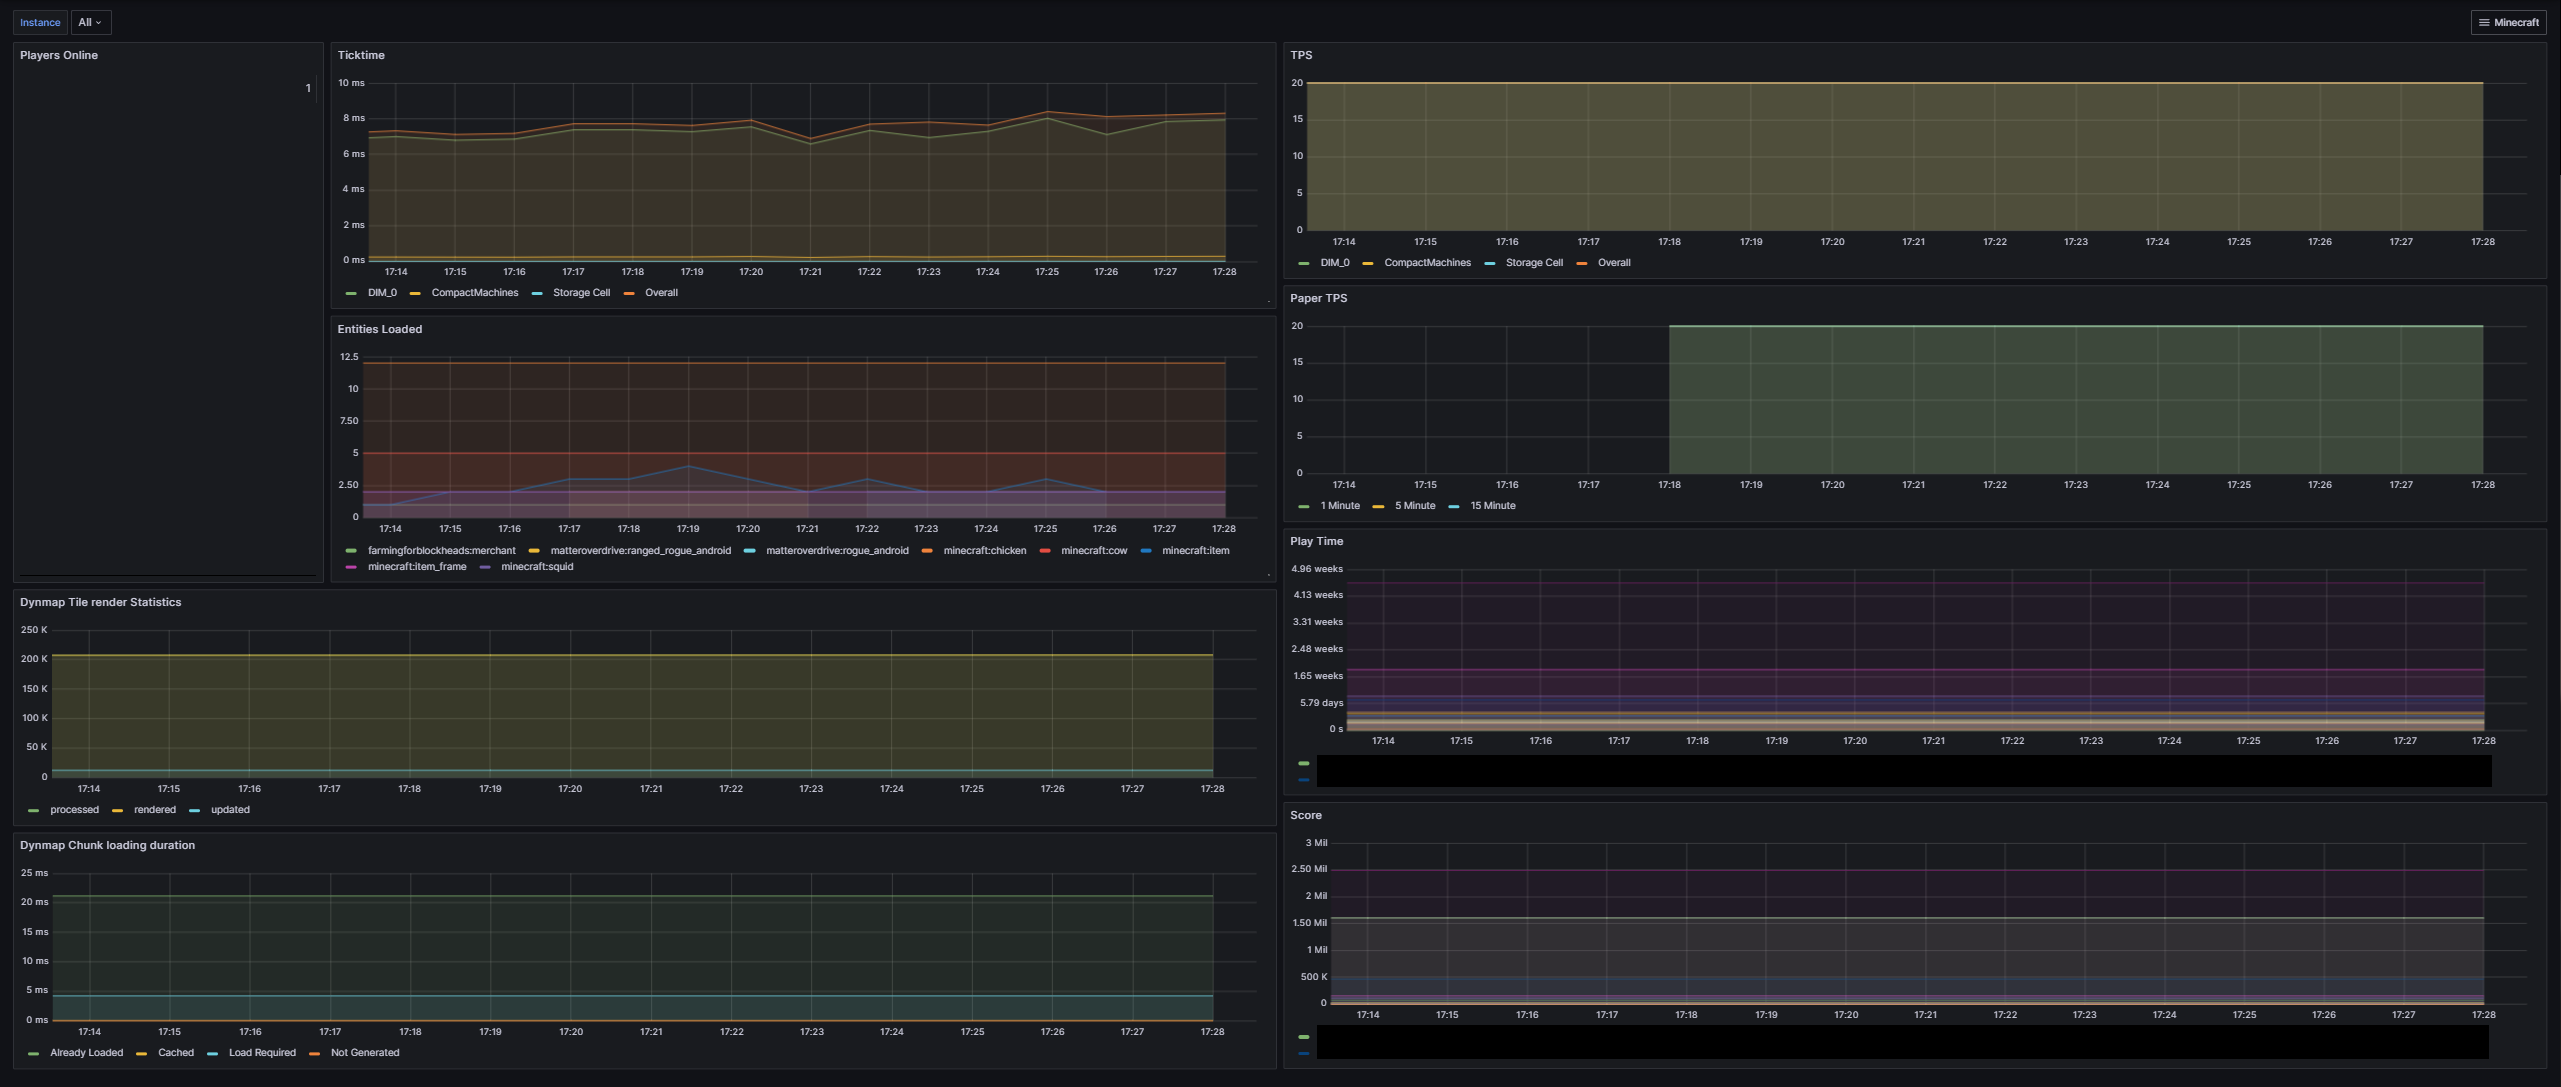 Instance All
Minecraft
Players Online
1
Ticktime
10 ms
8 ms
6 ms
4 ms
2 ms
0 ms
17:14 17:15 17:16 17:17 17:18 17:19 17:20 17:21 17:22 17:23 17:24 17:25 17:26 17:27 17:28
DIM_0 CompactMachines Storage Cell Overall
Entities Loaded
12.5
10
7.50
5
2.50
0
17:14 17:15 17:16 17:17 17:18 17:19 17:20 17:21 17:22 17:23 17:24 17:25 17:26 17:27 17:28
farmingforblockheads:merchant matteroverdrive:ranged_rogue_android matteroverdrive:rogue_android minecraft:chicken minecraft:cow minecraft:item
minecraft:item_frame minecraft:squid
Dynmap Tile render Statistics
250 K
200 K
150 K
100 K
50 K
0
17:14 17:15 17:16 17:17 17:18 17:19 17:20 17:21 17:22 17:23 17:24 17:25 17:26 17:27 17:28
processed rendered updated
Dynmap Chunk loading duration
25 ms
20 ms
15 ms
10 ms
5 ms
0 ms
17:14 17:15 17:16 17:17 17:18 17:19 17:20 17:21 17:22 17:23 17:24 17:25 17:26 17:27 17:28
Already Loaded Cached Load Required Not Generated
TPS
20
15
10
5
0
17:14 17:15 17:16 17:17 17:18 17:19 17:20 17:21 17:22 17:23 17:24 17:25 17:26 17:27 17:28
DIM_0 CompactMachines Storage Cell Overall
Paper TPS
20
15
10
5
0
17:14 17:15 17:16 17:17 17:18 17:19 17:20 17:21 17:22 17:23 17:24 17:25 17:26 17:27 17:28
1 Minute 5 Minute 15 Minute
Play Time
4.96 weeks
4.13 weeks
3.31 weeks
2.48 weeks
1.65 weeks
5.79 days
0 s
17:14 17:15 17:16 17:17 17:18 17:19 17:20 17:21 17:22 17:23 17:24 17:25 17:26 17:27 17:28
Score
3 Mil
2.50 Mil
2 Mil
1.50 Mil
1 Mil
500 K
0
17:14 17:15 17:16 17:17 17:18 17:19 17:20 17:21 17:22 17:23 17:24 17:25 17:26 17:27 17:28